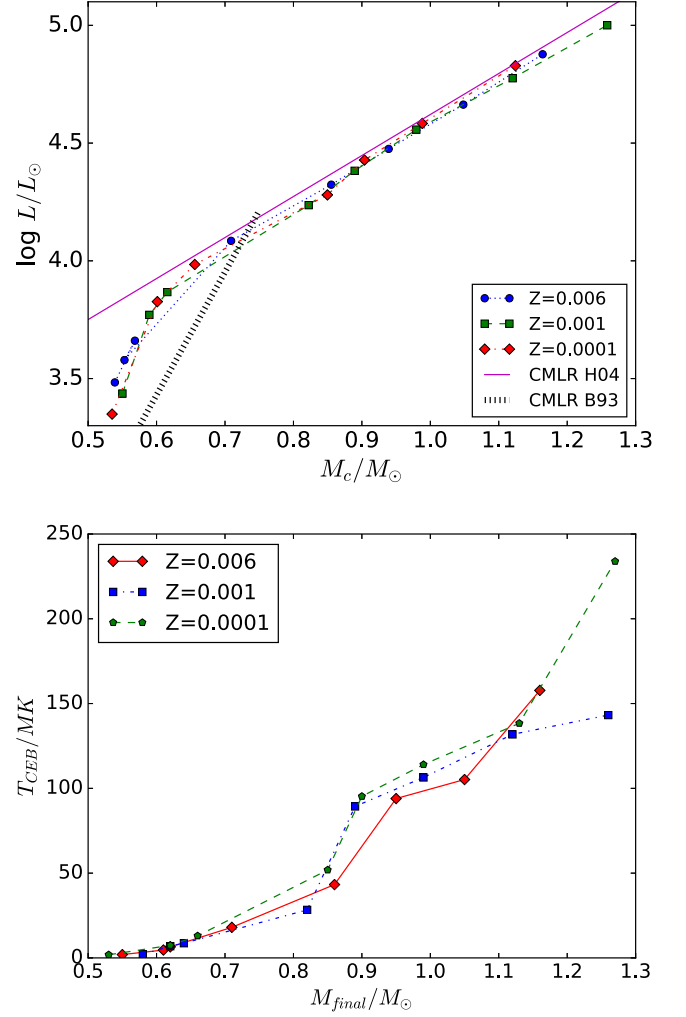 5.0
4.5
4.0
3.5
log L/L⊙
Z=0.006
Z=0.001
Z=0.0001
CMLR H04
CMLR B93
0.5 0.6 0.7 0.8 0.9 1.0 1.1 1.2 1.3
M_c/M⊙
250
200
150
100
50
0
T_CEB/MK
Z=0.006
Z=0.001
Z=0.0001
0.5 0.6 0.7 0.8 0.9 1.0 1.1 1.2 1.3
M_final/M⊙